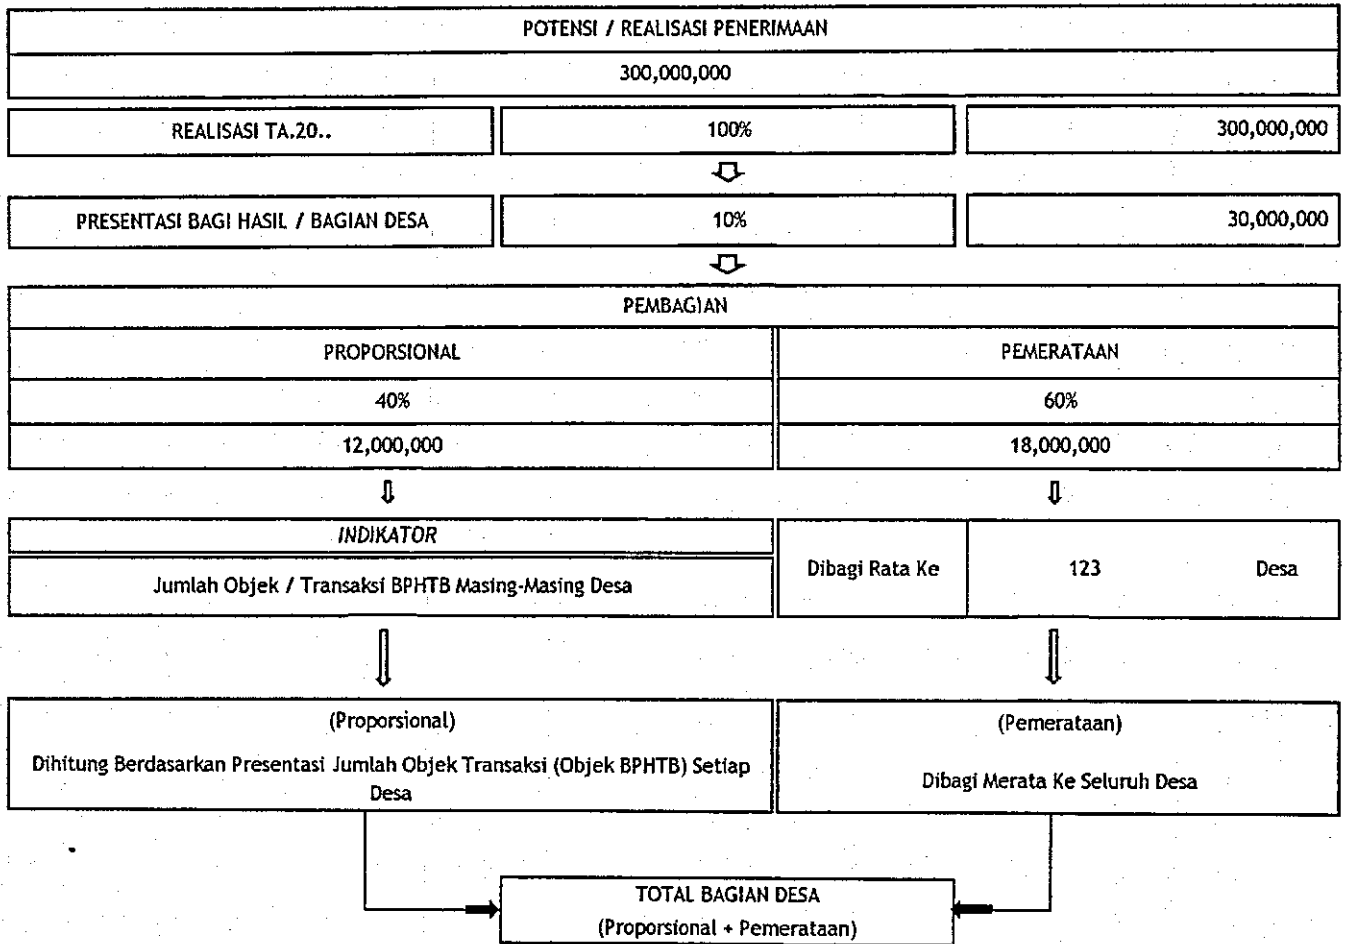 POTENSI / REALISASI PENERIMAAN
300,000,000
REALISASI TA.20.. 100% 300,000,000
PRESENTASI BAGI HASIL / BAGIAN DESA 10% 30,000,000
PEMBAGIAN
PROPORSIONAL PEMERATAAN
40% 60%
12,000,000 18,000,000
INDIKATOR
Jumlah Objek / Transaksi BPHTB Masing-Masing Desa
Dibagi Rata Ke 123 Desa
(Proporsional)
Dihitung Berdasarkan Presentasi Jumlah Objek Transaksi (Objek BPHTB) Setiap
Desa
(Pemerataan)
Dibagi Merata Ke Seluruh Desa
TOTAL BAGIAN DESA
(Proporsional + Pemerataan)